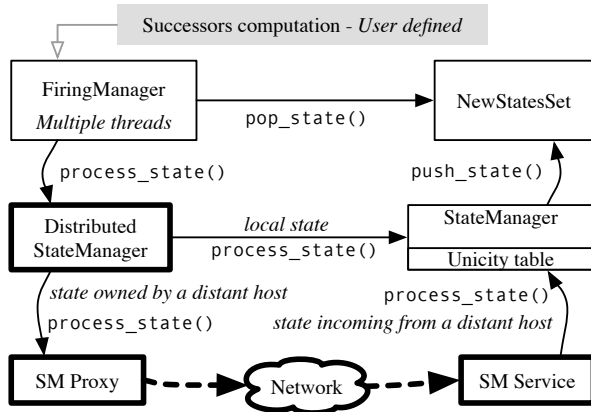 Successors computation - User defined
FiringManager
Multiple threads
NewStatesSet
pop_state()
process_state()
push_state()
Distributed
StateManager
local state
process_state()
StateManager
Unicity table
state owned by a distant host
process_state()
process_state()
state incoming from a distant host
SM Proxy
Network
SM Service